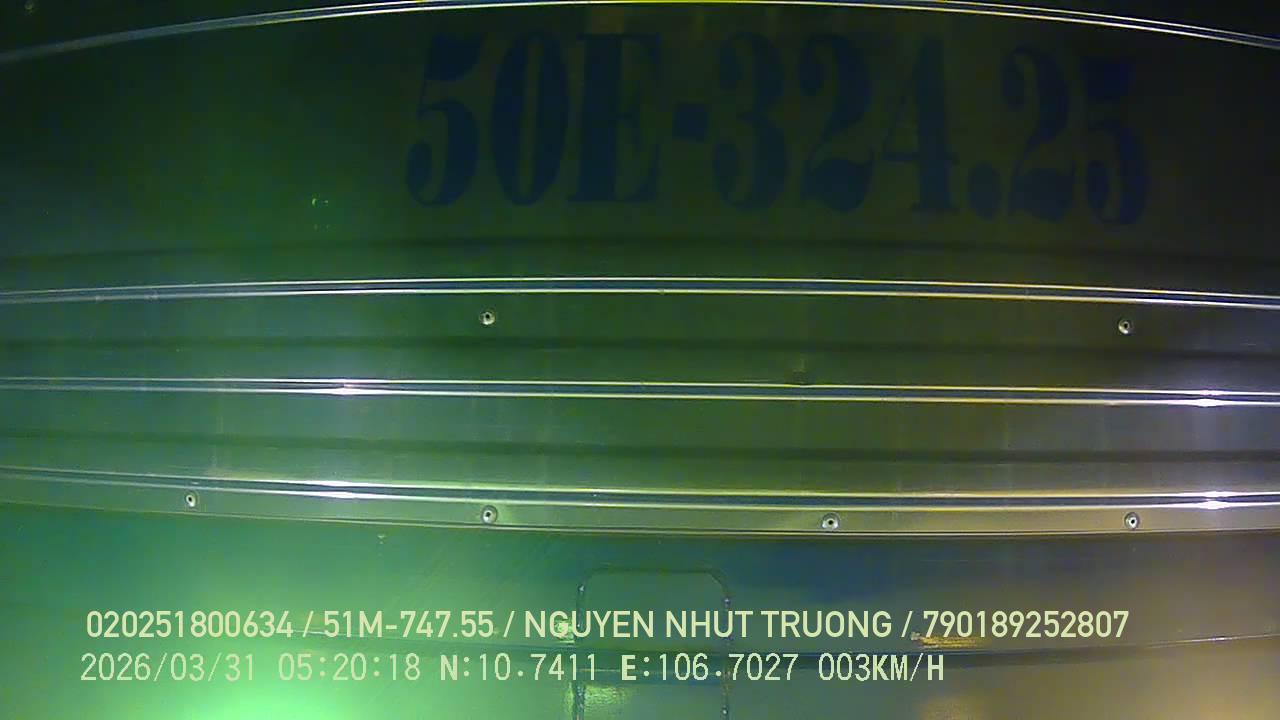 50E-324.25
020251800634 / 51M-747.55 / NGUYEN NHUT TRUONG / 790189252807
2026/03/31 05:20:18 N:10.7411 E:106.7027 003KM/H